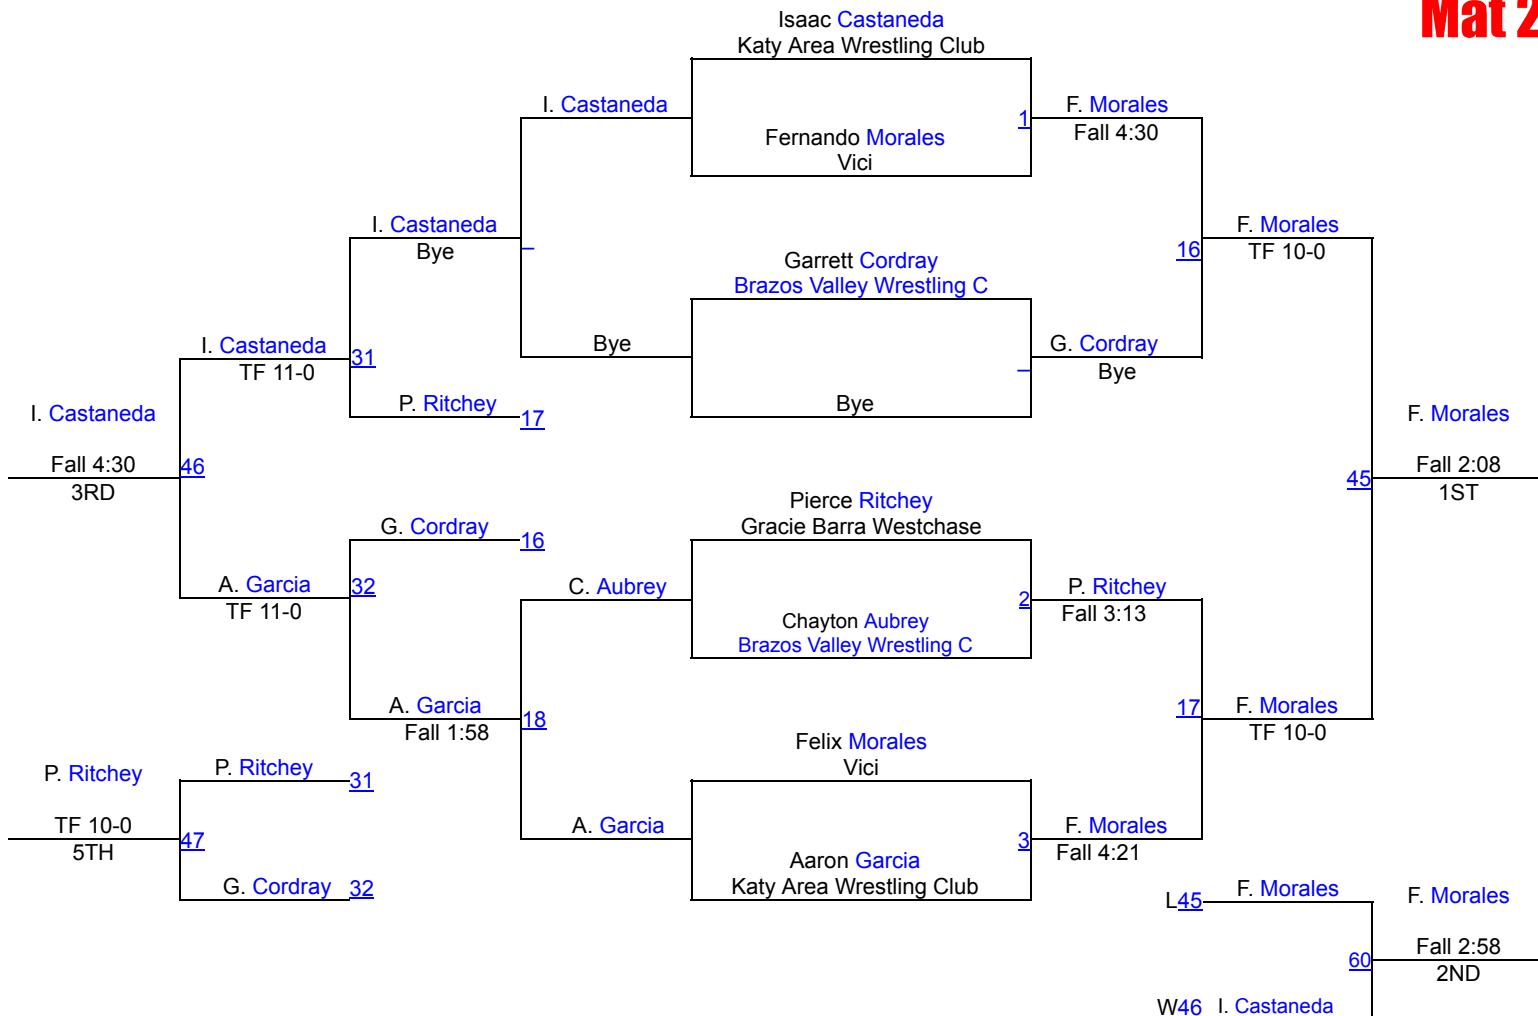 Mat 2
Isaac Castaneda
Katy Area Wrestling Club
I. Castaneda
F. Morales
1
Fall 4:30
Fernando Morales
Vici
I. Castaneda
Bye
–
F. Morales
16
TF 10-0
Garrett Cordray
Brazos Valley Wrestling C
I. Castaneda
31
TF 11-0
Bye
G. Cordray
–
Bye
P. Ritchey 17
Bye
I. Castaneda
Fall 4:30
46
3RD
F. Morales
Fall 2:08
45
1ST
Pierce Ritchey
Gracie Barra Westchase
G. Cordray 16
A. Garcia
32
TF 11-0
C. Aubrey
P. Ritchey
2
Fall 3:13
Chayton Aubrey
Brazos Valley Wrestling C
A. Garcia
18
Fall 1:58
F. Morales
17
TF 10-0
Felix Morales
Vici
P. Ritchey
P. Ritchey 31
TF 10-0
47
5TH
A. Garcia
F. Morales
3
Fall 4:21
Aaron Garcia
Katy Area Wrestling Club
G. Cordray 32
L45 F. Morales
F. Morales
Fall 2:58
60
2ND
W46 I. Castaneda